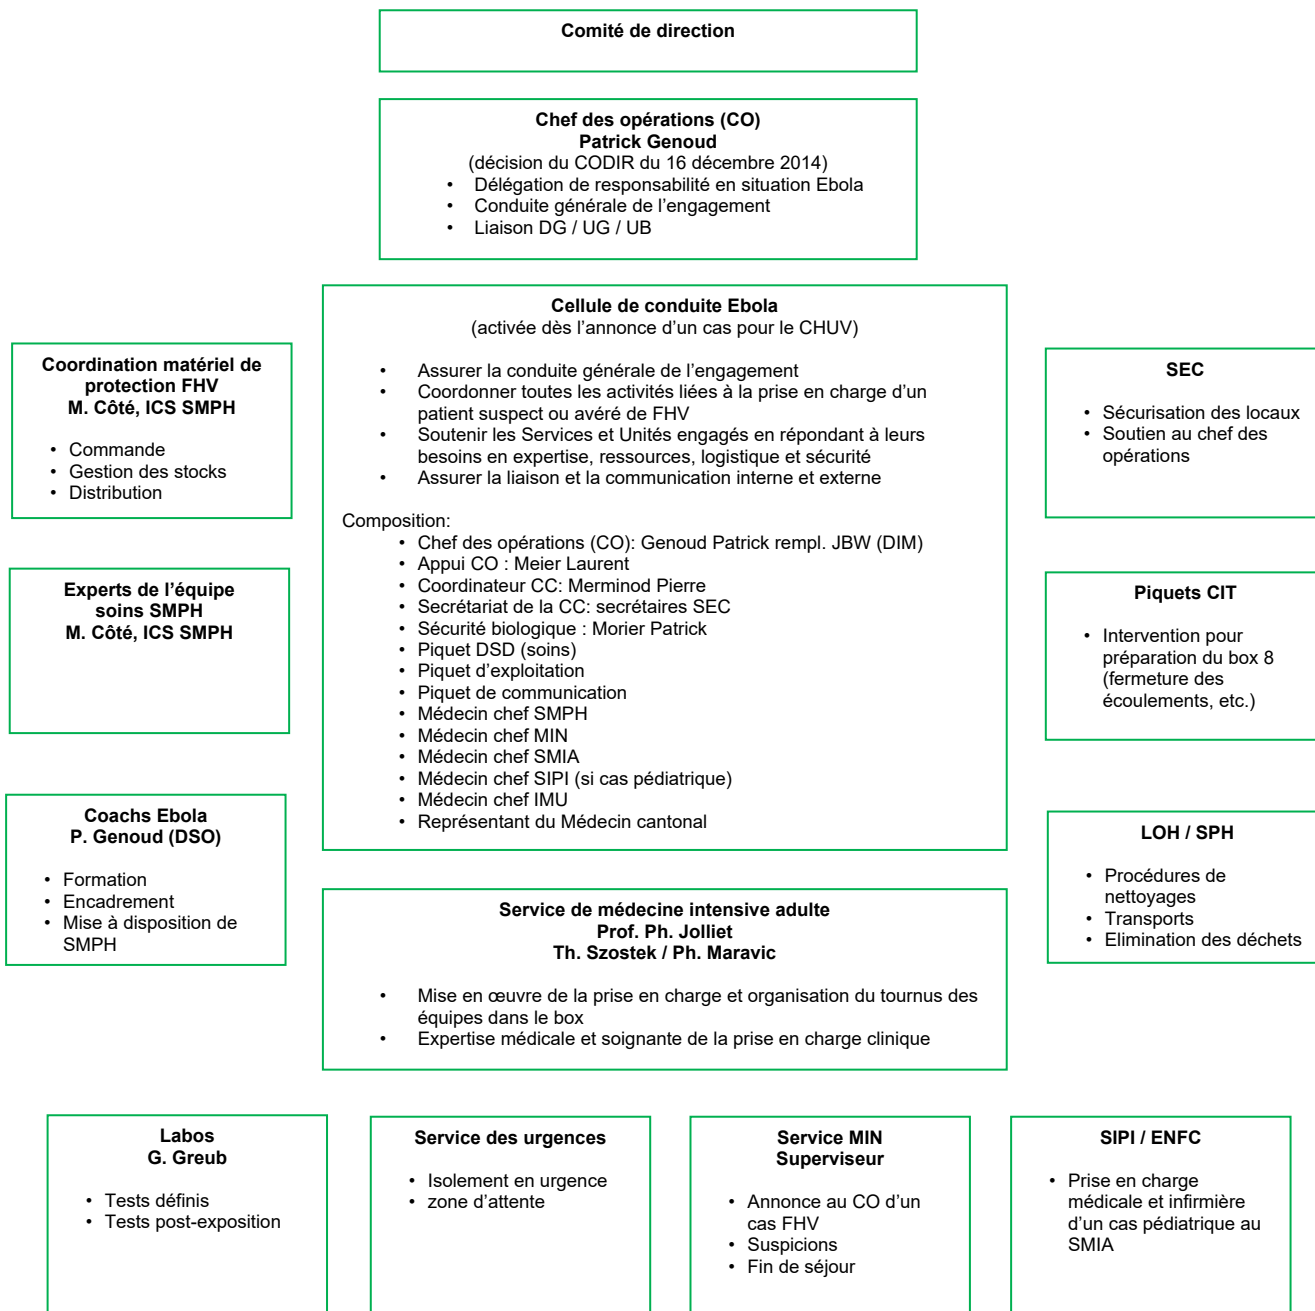 Comité de direction
Chef des opérations (CO)
Patrick Genoud
(décision du CODIR du 16 décembre 2014)
• Délégation de responsabilité en situation Ebola
• Conduite générale de l’engagement
• Liaison DG / UG / UB
Cellule de conduite Ebola
(activée dès l’annonce d’un cas pour le CHUV)
• Assurer la conduite générale de l’engagement
• Coordonner toutes les activités liées à la prise en charge d’un
patient suspect ou avéré de FHV
• Soutenir les Services et Unités engagés en répondant à leurs
besoins en expertise, ressources, logistique et sécurité
• Assurer la liaison et la communication interne et externe
Composition:
• Chef des opérations (CO): Genoud Patrick rempl. JBW (DIM)
• Appui CO : Meier Laurent
• Coordinateur CC: Merminod Pierre
• Secrétariat de la CC: secrétaires SEC
• Sécurité biologique : Morier Patrick
• Piquet DSD (soins)
• Piquet d’exploitation
• Piquet de communication
• Médecin chef SMPH
• Médecin chef MIN
• Médecin chef SMIA
• Médecin chef SIPI (si cas pédiatrique)
• Médecin chef IMU
• Représentant du Médecin cantonal
Coordination matériel de
protection FHV
M. Côté, ICS SMPH
• Commande
• Gestion des stocks
• Distribution
Experts de l’équipe
soins SMPH
M. Côté, ICS SMPH
Coachs Ebola
P. Genoud (DSO)
• Formation
• Encadrement
• Mise à disposition de
SMPH
SEC
• Sécurisation des locaux
• Soutien au chef des
opérations
Piquets CIT
• Intervention pour
préparation du box 8
(fermeture des
écoulements, etc.)
LOH / SPH
• Procédures de
nettoyages
• Transports
• Elimination des déchets
Service de médecine intensive adulte
Prof. Ph. Jolliet
Th. Szostek / Ph. Maravic
• Mise en œuvre de la prise en charge et organisation du tournus des
équipes dans le box
• Expertise médicale et soignante de la prise en charge clinique
Labos
G. Greub
• Tests définis
• Tests post-exposition
Service des urgences
• Isolement en urgence
• zone d’attente
Service MIN
Superviseur
• Annonce au CO d’un
cas FHV
• Suspicions
• Fin de séjour
SIPI / ENFC
• Prise en charge
médicale et infirmière
d’un cas pédiatrique au
SMIA